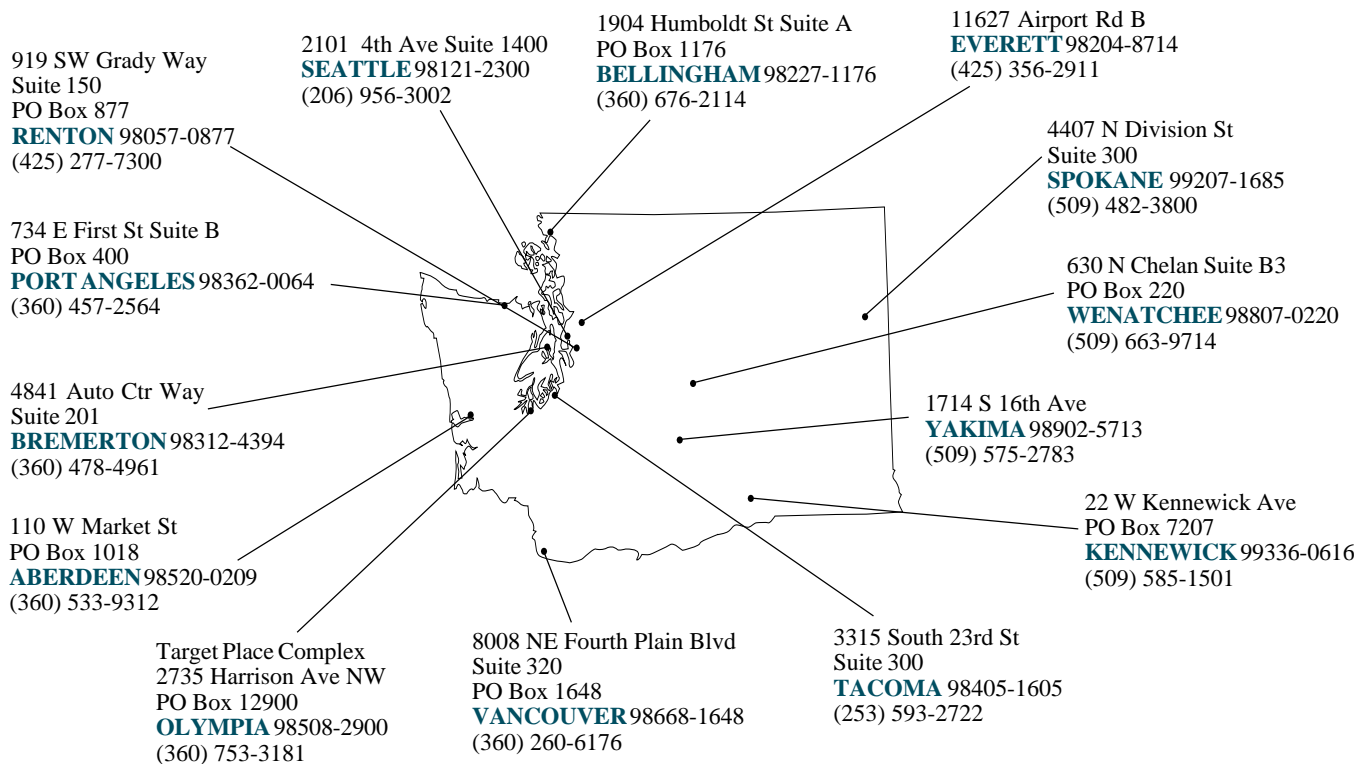 919 SW Grady Way
Suite 150
PO Box 877
RENTON 98057-0877
(425) 277-7300
2101 4th Ave Suite 1400
SEATTLE 98121-2300
(206) 956-3002
1904 Humboldt St Suite A
PO Box 1176
BELLINGHAM 98227-1176
(360) 676-2114
11627 Airport Rd B
EVERETT 98204-8714
(425) 356-2911
4407 N Division St
Suite 300
SPOKANE 99207-1685
(509) 482-3800
734 E First St Suite B
PO Box 400
PORT ANGELES 98362-0064
(360) 457-2564
630 N Chelan Suite B3
PO Box 220
WENATCHEE 98807-0220
(509) 663-9714
4841 Auto Ctr Way
Suite 201
BREMERTON 98312-4394
(360) 478-4961
1714 S 16th Ave
YAKIMA 98902-5713
(509) 575-2783
110 W Market St
PO Box 1018
ABERDEEN 98520-0209
(360) 533-9312
22 W Kennewick Ave
PO Box 7207
KENNEWICK 99336-0616
(509) 585-1501
Target Place Complex
2735 Harrison Ave NW
PO Box 12900
OLYMPIA 98508-2900
(360) 753-3181
8008 NE Fourth Plain Blvd
Suite 320
PO Box 1648
VANCOUVER 98668-1648
(360) 260-6176
3315 South 23rd St
Suite 300
TACOMA 98405-1605
(253) 593-2722